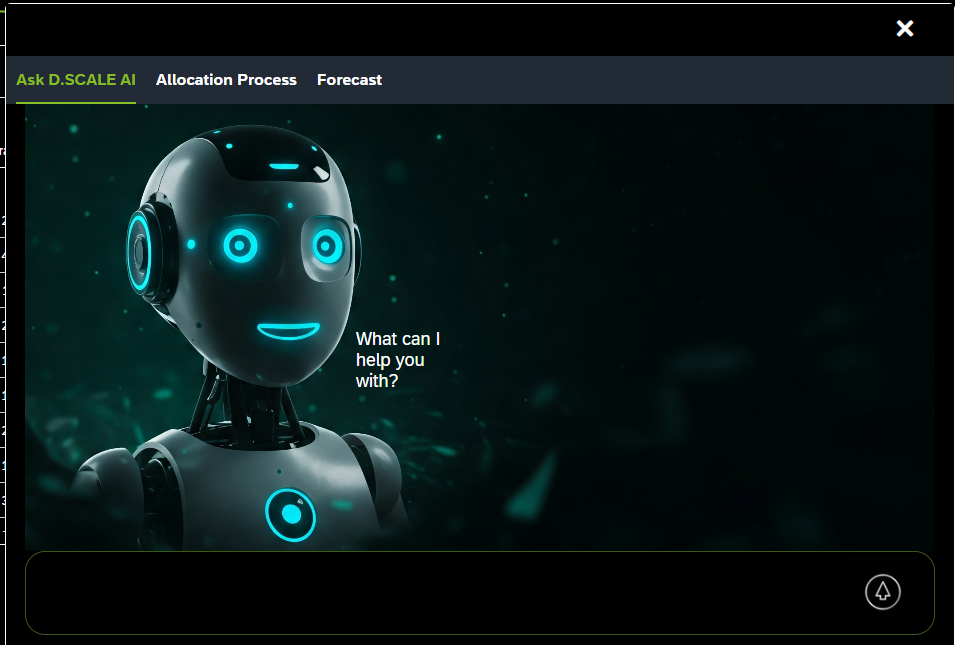 Ask D.SCALE AI Allocation Process Forecast
What can I
help you
with?